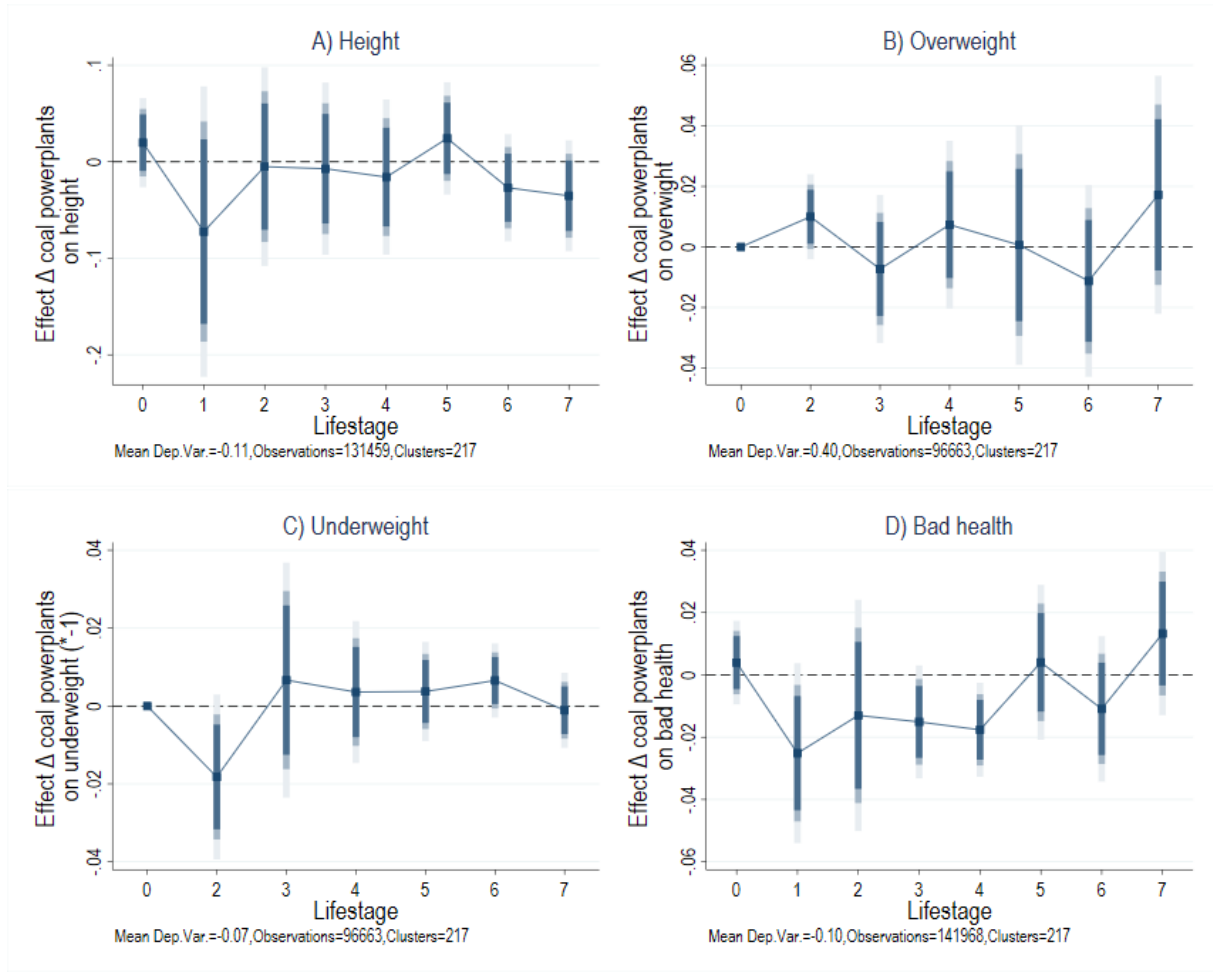 A) Height
Effect Δ coal powerplants
on height
.1
0
-.1
-.2
0 1 2 3 4 5 6 7
Lifestage
Mean Dep.Var.=-0.11,Observations=131459,Clusters=217
B) Overweight
Effect Δ coal powerplants
on overwight
.06
.04
.02
0
-.02
-.04
0 2 3 4 5 6 7
Lifestage
Mean Dep.Var.=0.40,Observations=96663,Clusters=217
C) Underweight
Effect Δ coal powerplants
on underweight (*-1)
.04
.02
0
-.02
-.04
0 2 3 4 5 6 7
Lifestage
Mean Dep.Var.=-0.07,Observations=96663,Clusters=217
D) Bad health
Effect Δ coal powerplants
on bad health
.04
.02
0
-.02
-.04
-.06
0 1 2 3 4 5 6 7
Lifestage
Mean Dep.Var.=-0.10,Observations=141968,Clusters=217